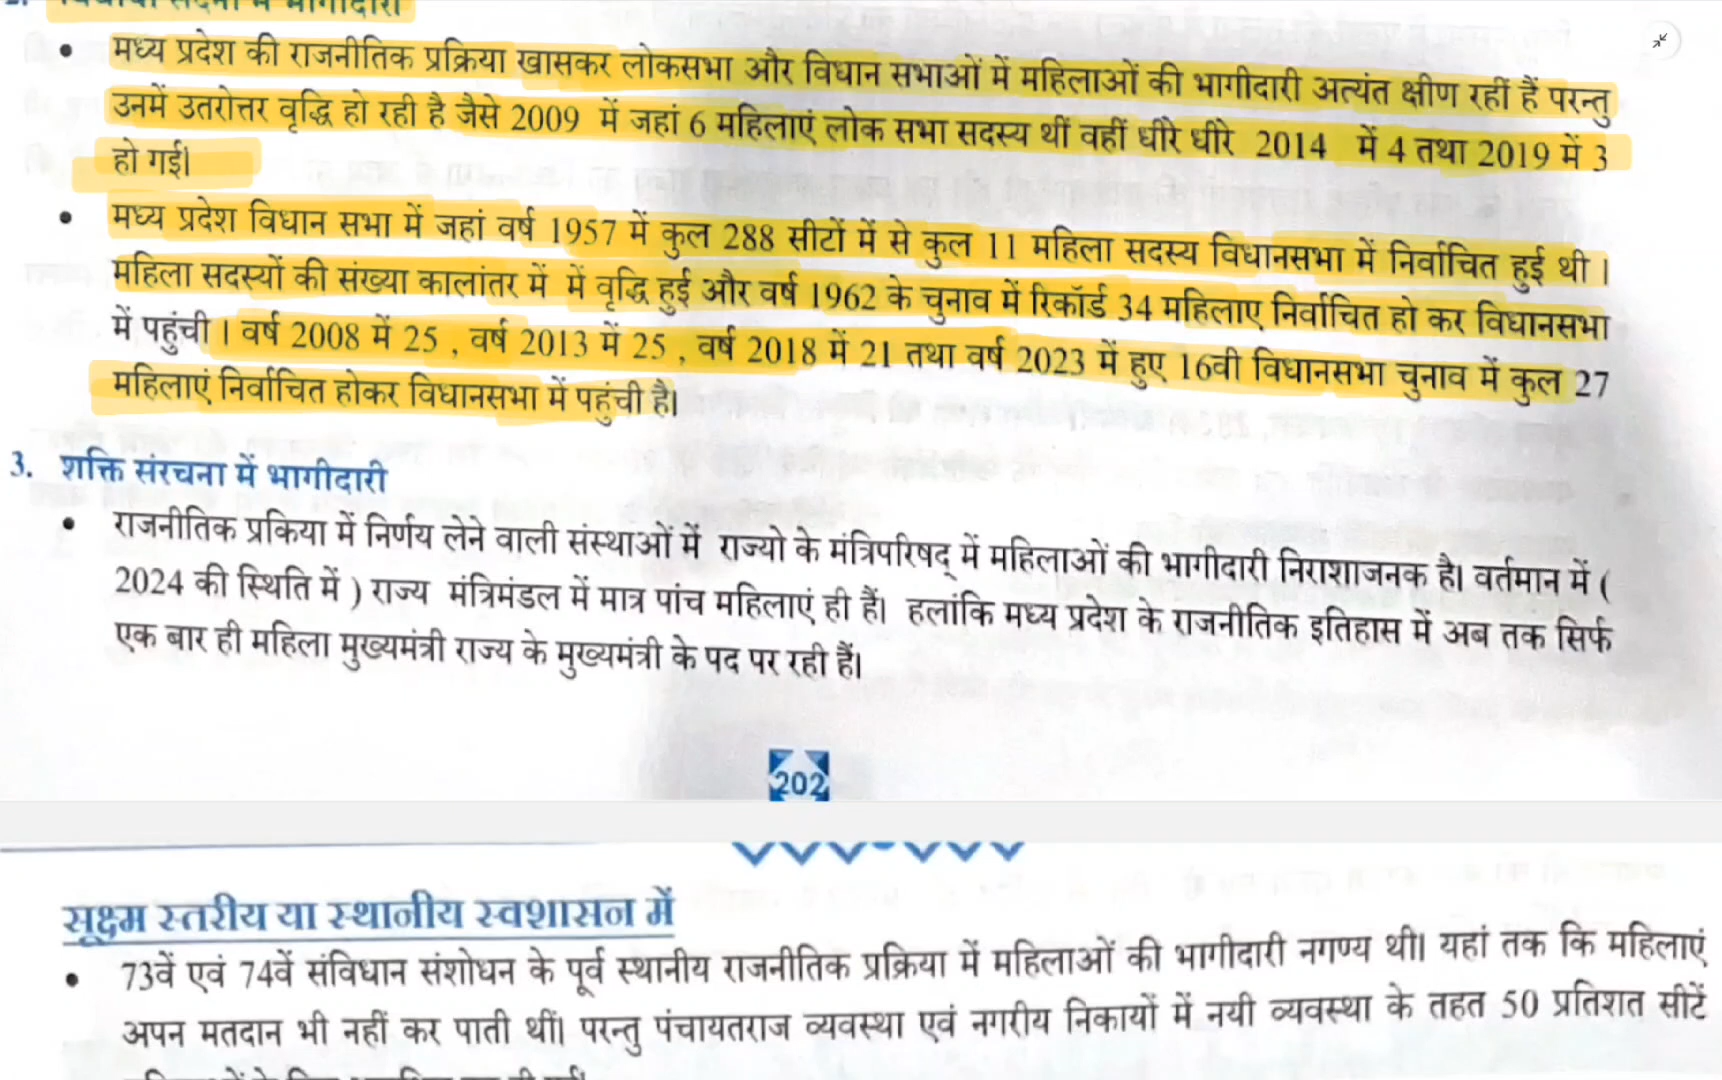 मध्य प्रदेश की राजनीतिक प्रक्रिया खासकर लोकसभा और विधान सभाओं में महिलाओं की भागीदारी अत्यंत क्षीण रहीं हैं परन्तु
उनमें उतरोत्तर वृद्धि हो रही है जैसे 2009 में जहां 6 महिलाएं लोक सभा सदस्य थीं वहीं धीरे धीरे 2014 में 4 तथा 2019 में 3
हो गई।
मध्य प्रदेश विधान सभा में जहां वर्ष 1957 में कुल 288 सीटों में से कुल 11 महिला सदस्य विधानसभा में निर्वाचित हुई थी ।
महिला सदस्यों की संख्या कालांतर में में वृद्धि हुई और वर्ष 1962 के चुनाव में रिकॉर्ड 34 महिलाए निर्वाचित हो कर विधानसभा
में पहुंची । वर्ष 2008 में 25 , वर्ष 2013 में 25 , वर्ष 2018 में 21 तथा वर्ष 2023 में हुए 16वी विधानसभा चुनाव में कुल 27
महिलाएं निर्वाचित होकर विधानसभा में पहुंची है।
3. शक्ति संरचना में भागीदारी
राजनीतिक प्रकिया में निर्णय लेने वाली संस्थाओं में राज्यो के मंत्रिपरिषद् में महिलाओं की भागीदारी निराशाजनक है। वर्तमान में (
2024 की स्थिति में ) राज्य मंत्रिमंडल में मात्र पांच महिलाएं ही हैं। हलांकि मध्य प्रदेश के राजनीतिक इतिहास में अब तक सिर्फ
एक बार ही महिला मुख्यमंत्री राज्य के मुख्यमंत्री के पद पर रही हैं।
202
सूक्ष्म स्तरीय या स्थानीय स्वशासन में
73वें एवं 74वें संविधान संशोधन के पूर्व स्थानीय राजनीतिक प्रक्रिया में महिलाओं की भागीदारी नगण्य थी। यहां तक कि महिलाएं
अपन मतदान भी नहीं कर पाती थीं। परन्तु पंचायतराज व्यवस्था एवं नगरीय निकायों में नयी व्यवस्था के तहत 50 प्रतिशत सीटें